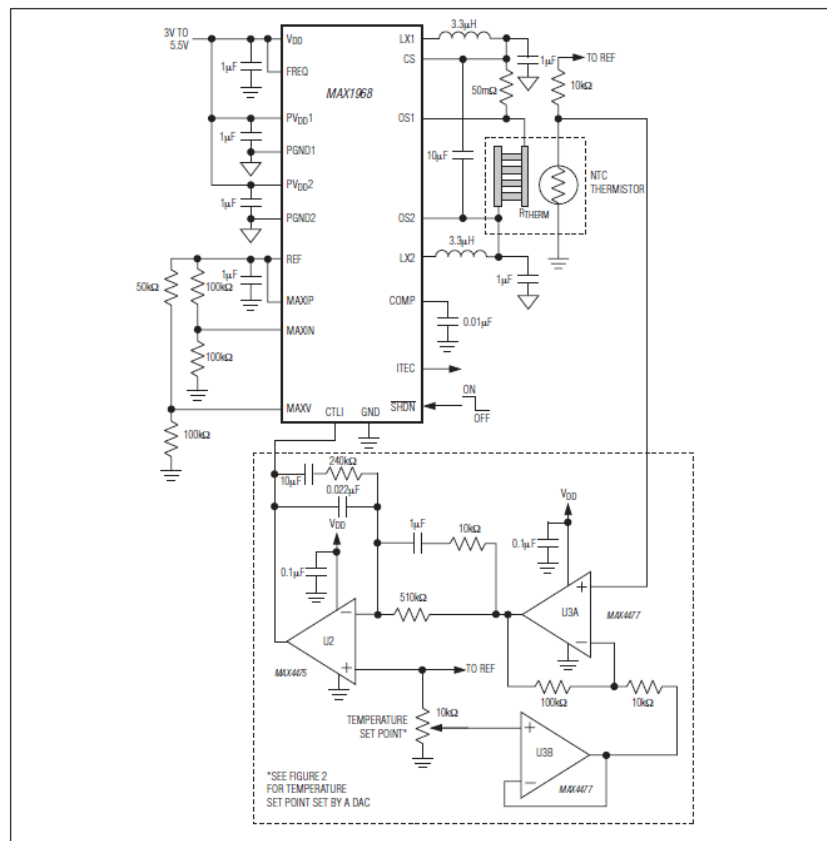 3V TO
5.5V
VDD
1µF
FREQ
MAX1968
PVDD1
1µF
PGND1
PVDD2
1µF
PGND2
REF
1µF
50kΩ
100kΩ
MAXIP
MAXIN
100kΩ
MAXV
100kΩ
CTLI
GND
SHDN
ON
OFF
ITEC
COMP
0.01µF
LX2
3.3µH
1µF
OS2
10µF
OS1
50mΩ
CS
LX1
3.3µH
1µF
TO REF
10kΩ
NTC
THERMISTOR
RTHERM
10µF
240kΩ
0.022µF
VDD
0.1µF
1µF
10kΩ
510kΩ
U2
MAX4475
VDD
0.1µF
U3A
MAX4477
TO REF
100kΩ
10kΩ
10kΩ
TEMPERATURE
SET POINT*
U3B
MAX4477
*SEE FIGURE 2
FOR TEMPERATURE
SET POINT SET BY A DAC